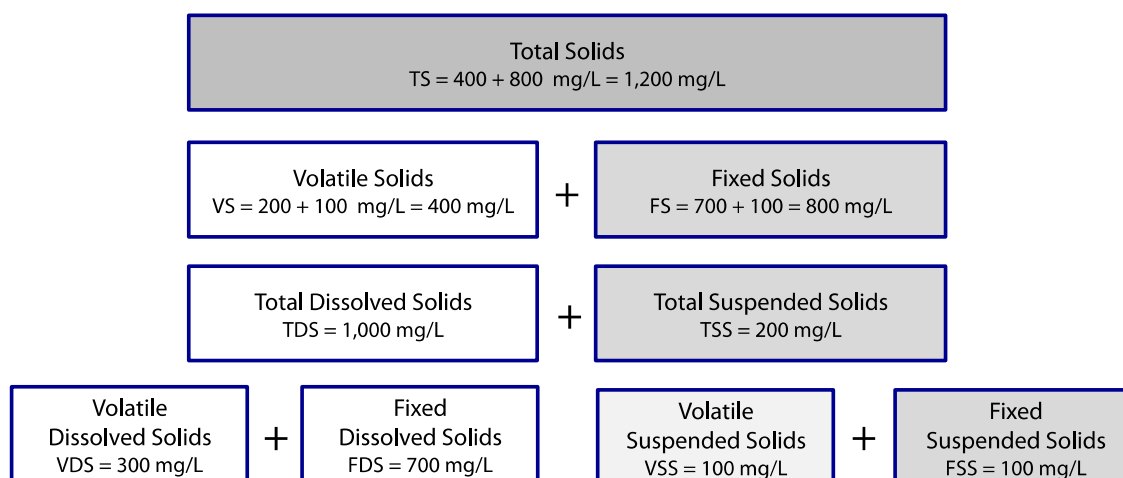 Total Solids
TS = 400 + 800 mg/L = 1,200 mg/L
Volatile Solids
VS = 200 + 100 mg/L = 400 mg/L
+
Fixed Solids
FS = 700 + 100 = 800 mg/L
Total Dissolved Solids
TDS = 1,000 mg/L
+
Total Suspended Solids
TSS = 200 mg/L
Volatile
Dissolved Solids
VDS = 300 mg/L
+
Fixed
Dissolved Solids
FDS = 700 mg/L
Volatile
Suspended Solids
VSS = 100 mg/L
+
Fixed
Suspended Solids
FSS = 100 mg/L